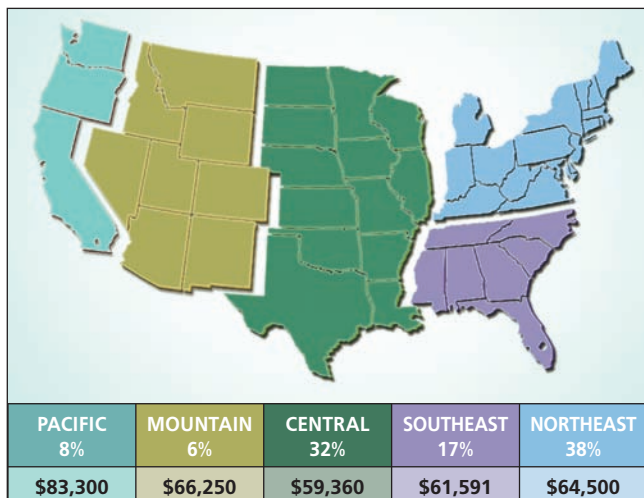 PACIFIC MOUNTAIN CENTRAL SOUTHEAST NORTHEAST
8% 6% 32% 17% 38%
$83,300 $66,250 $59,360 $61,591 $64,500